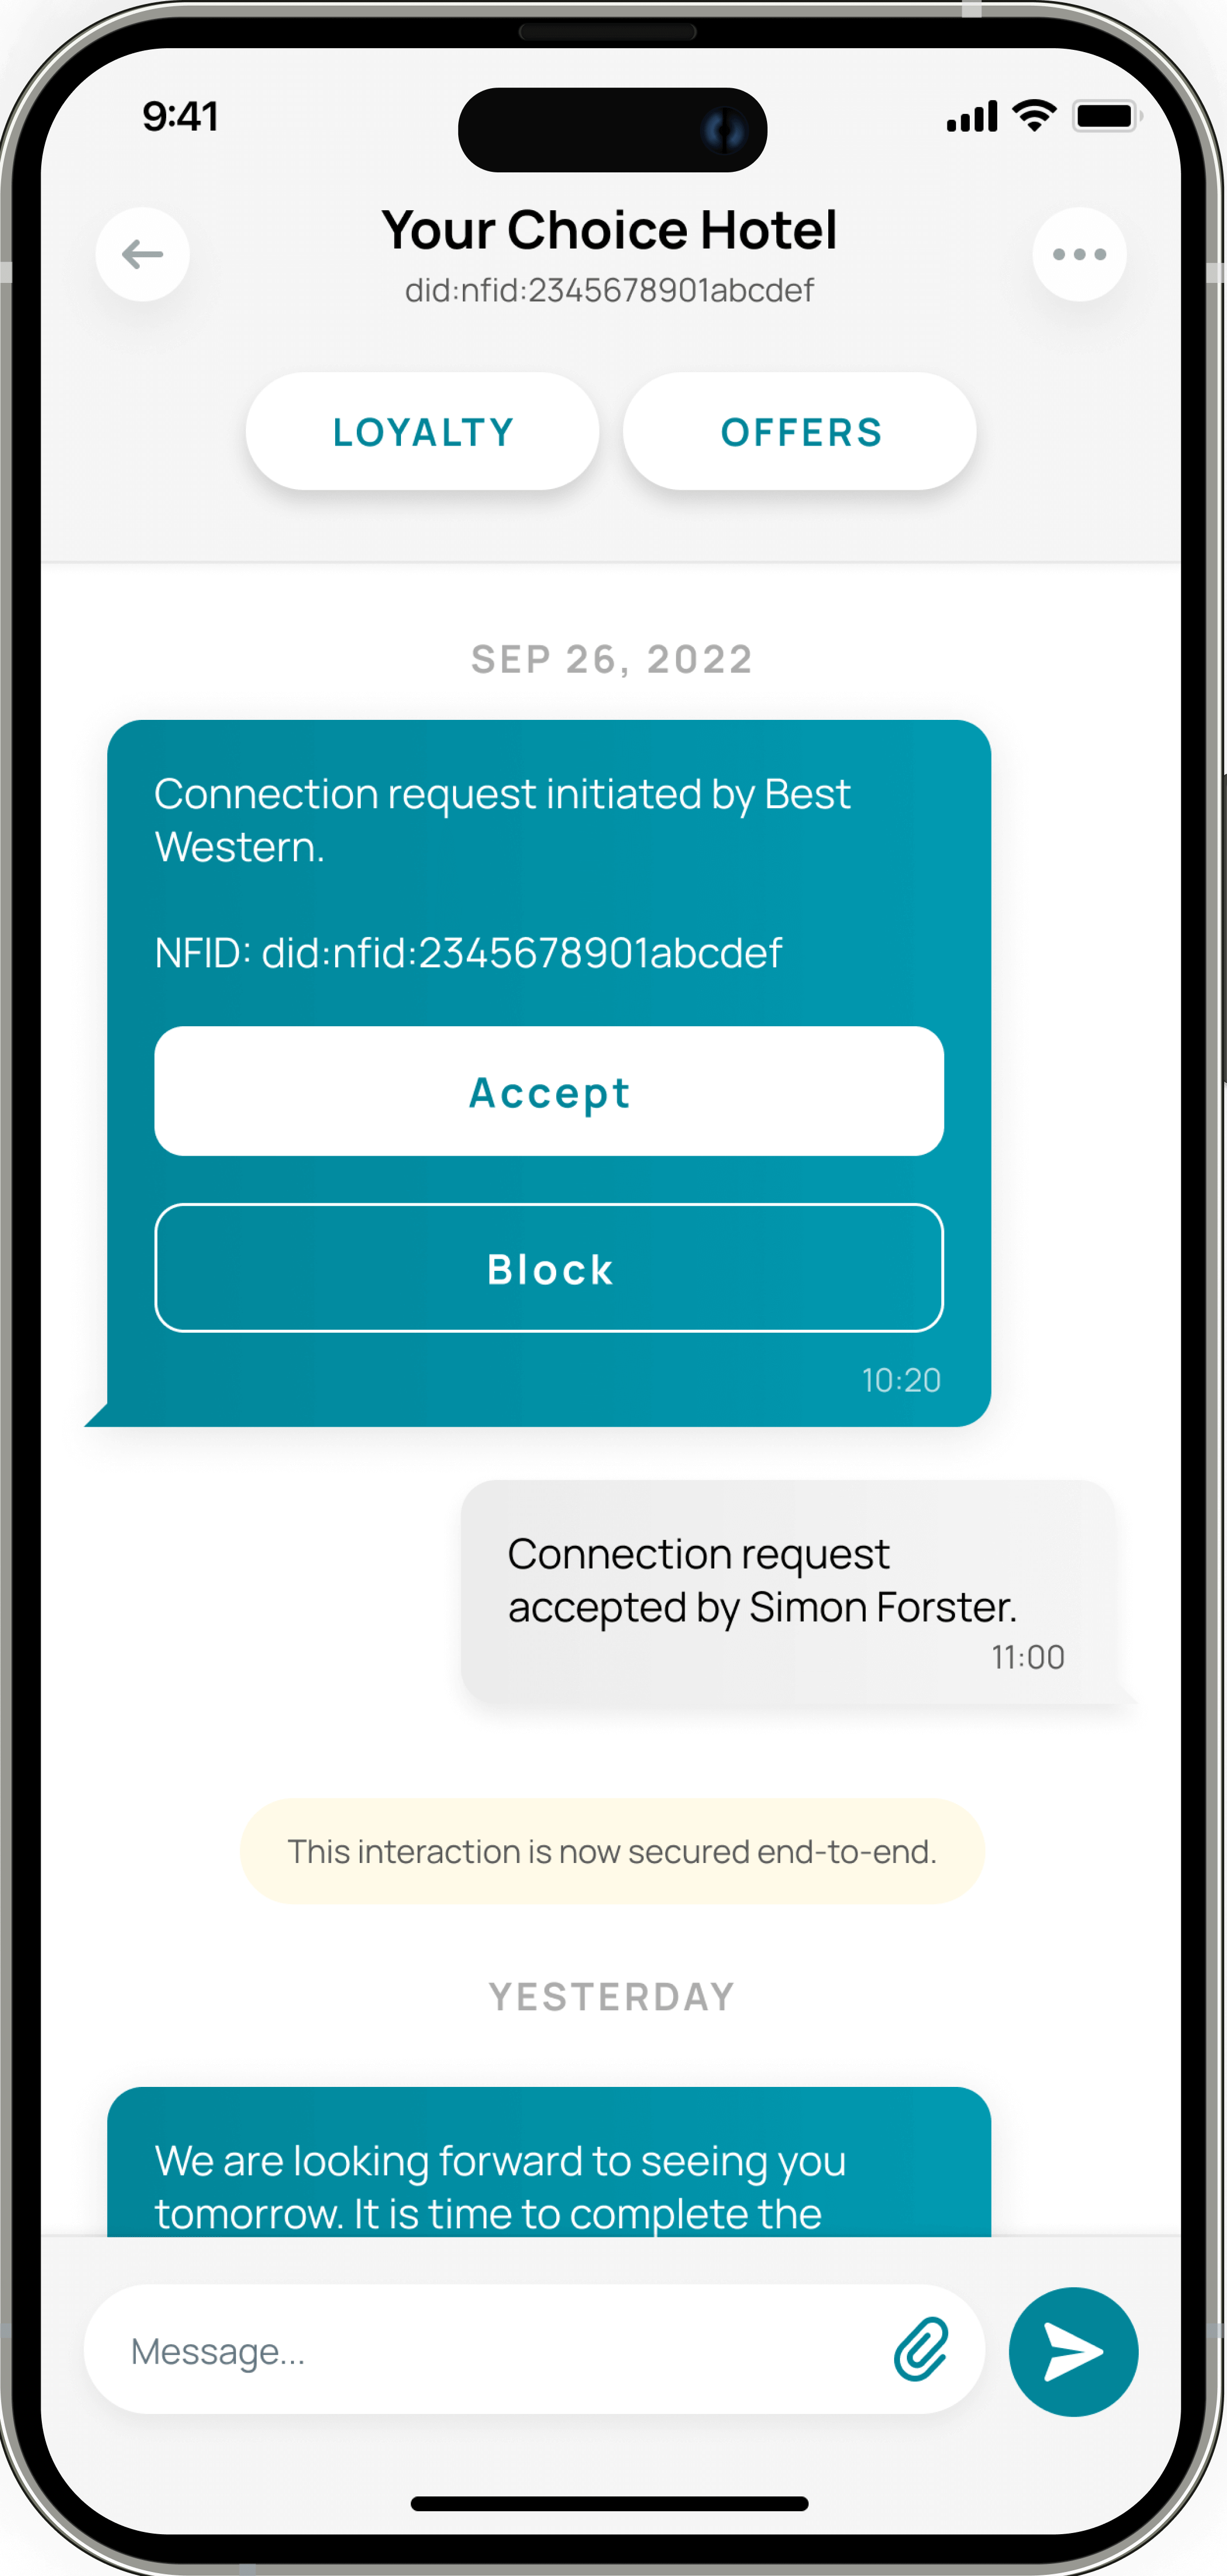 9:41
Your Choice Hotel
did:nfid:2345678901abcdef
LOYALTY
OFFERS
SEP 26, 2022
Connection request initiated by Best
Western.
NFID: did:nfid:2345678901abcdef
Accept
Block
10:20
Connection request
accepted by Simon Forster.
11:00
This interaction is now secured end-to-end.
YESTERDAY
We are looking forward to seeing you
tomorrow. It is time to complete the
Message...